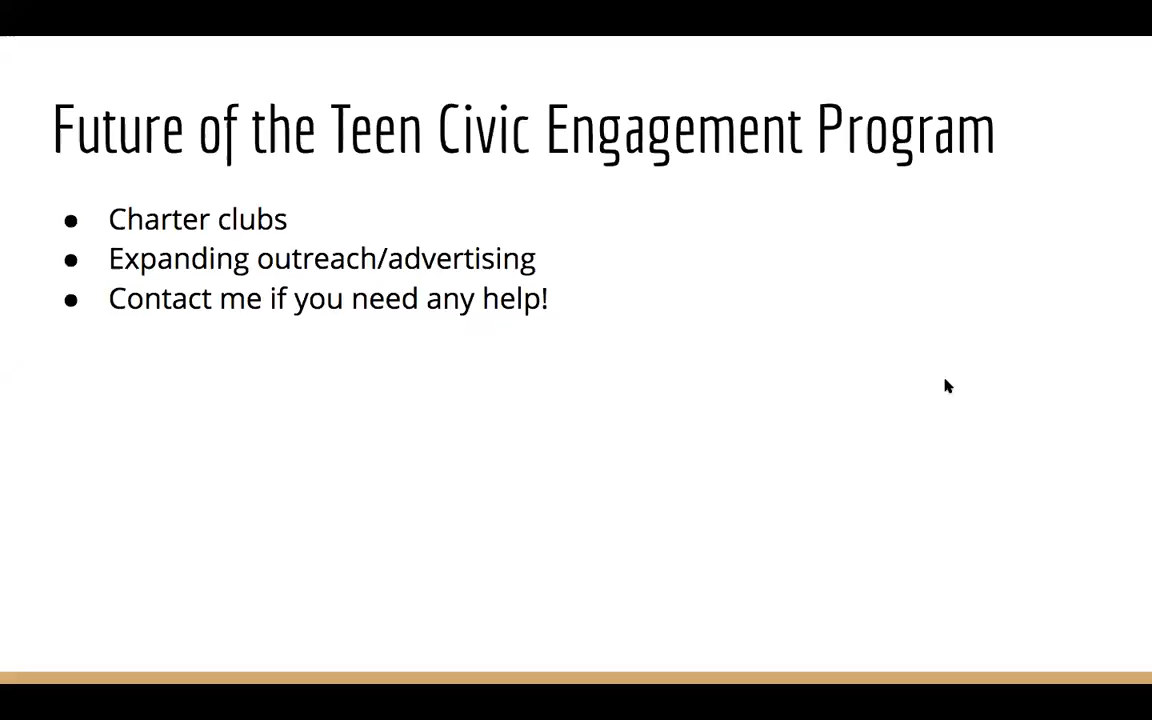 Future of the Teen Civic Engagement Program
● Charter clubs
● Expanding outreach/advertising
● Contact me if you need any help!